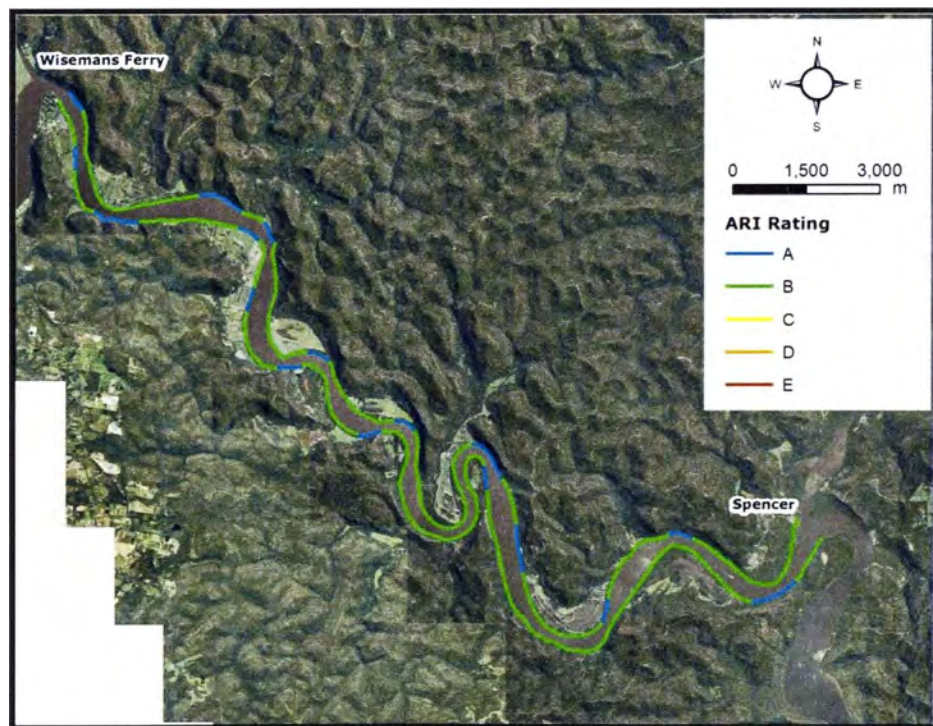 Wisemans Ferry
N
W E
S
0 1,500 3,000
m
ARI Rating
A
B
C
D
E
Spencer